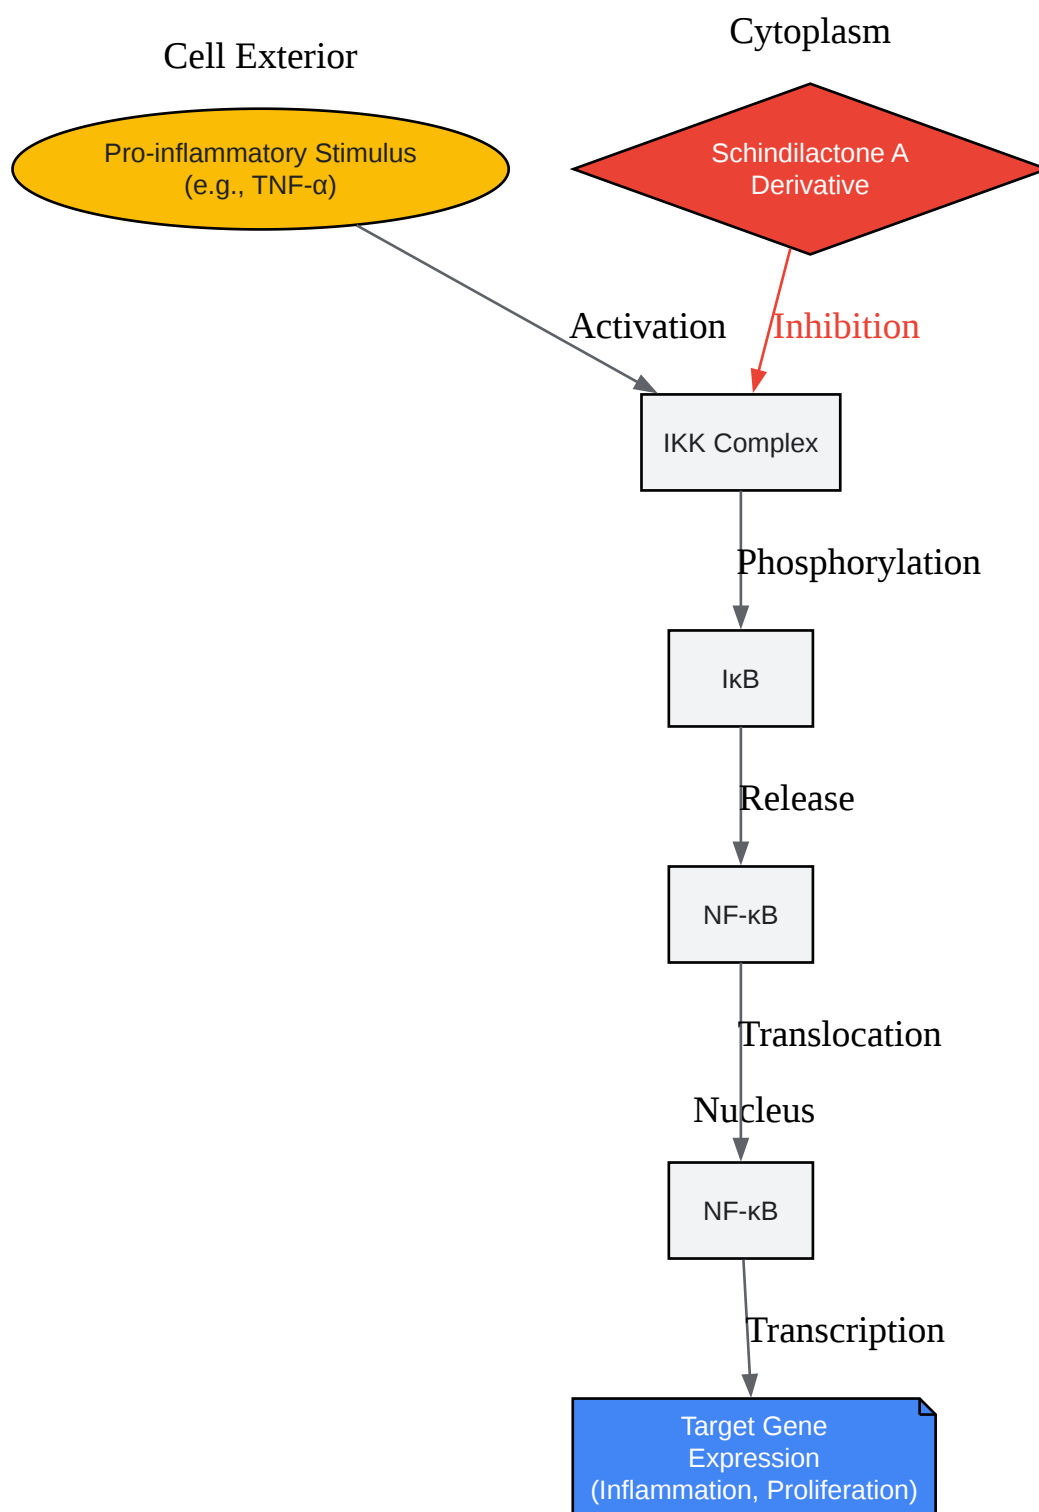 Cell Exterior
Cytoplasm
Pro-inflammatory Stimulus
(e.g., TNF-α)
Schindilactone A
Derivative
Activation
Inhibition
IKK Complex
Phosphorylation
IκB
Release
NF-κB
Translocation
Nucleus
NF-κB
Transcription
Target Gene
Expression
(Inflammation, Proliferation)